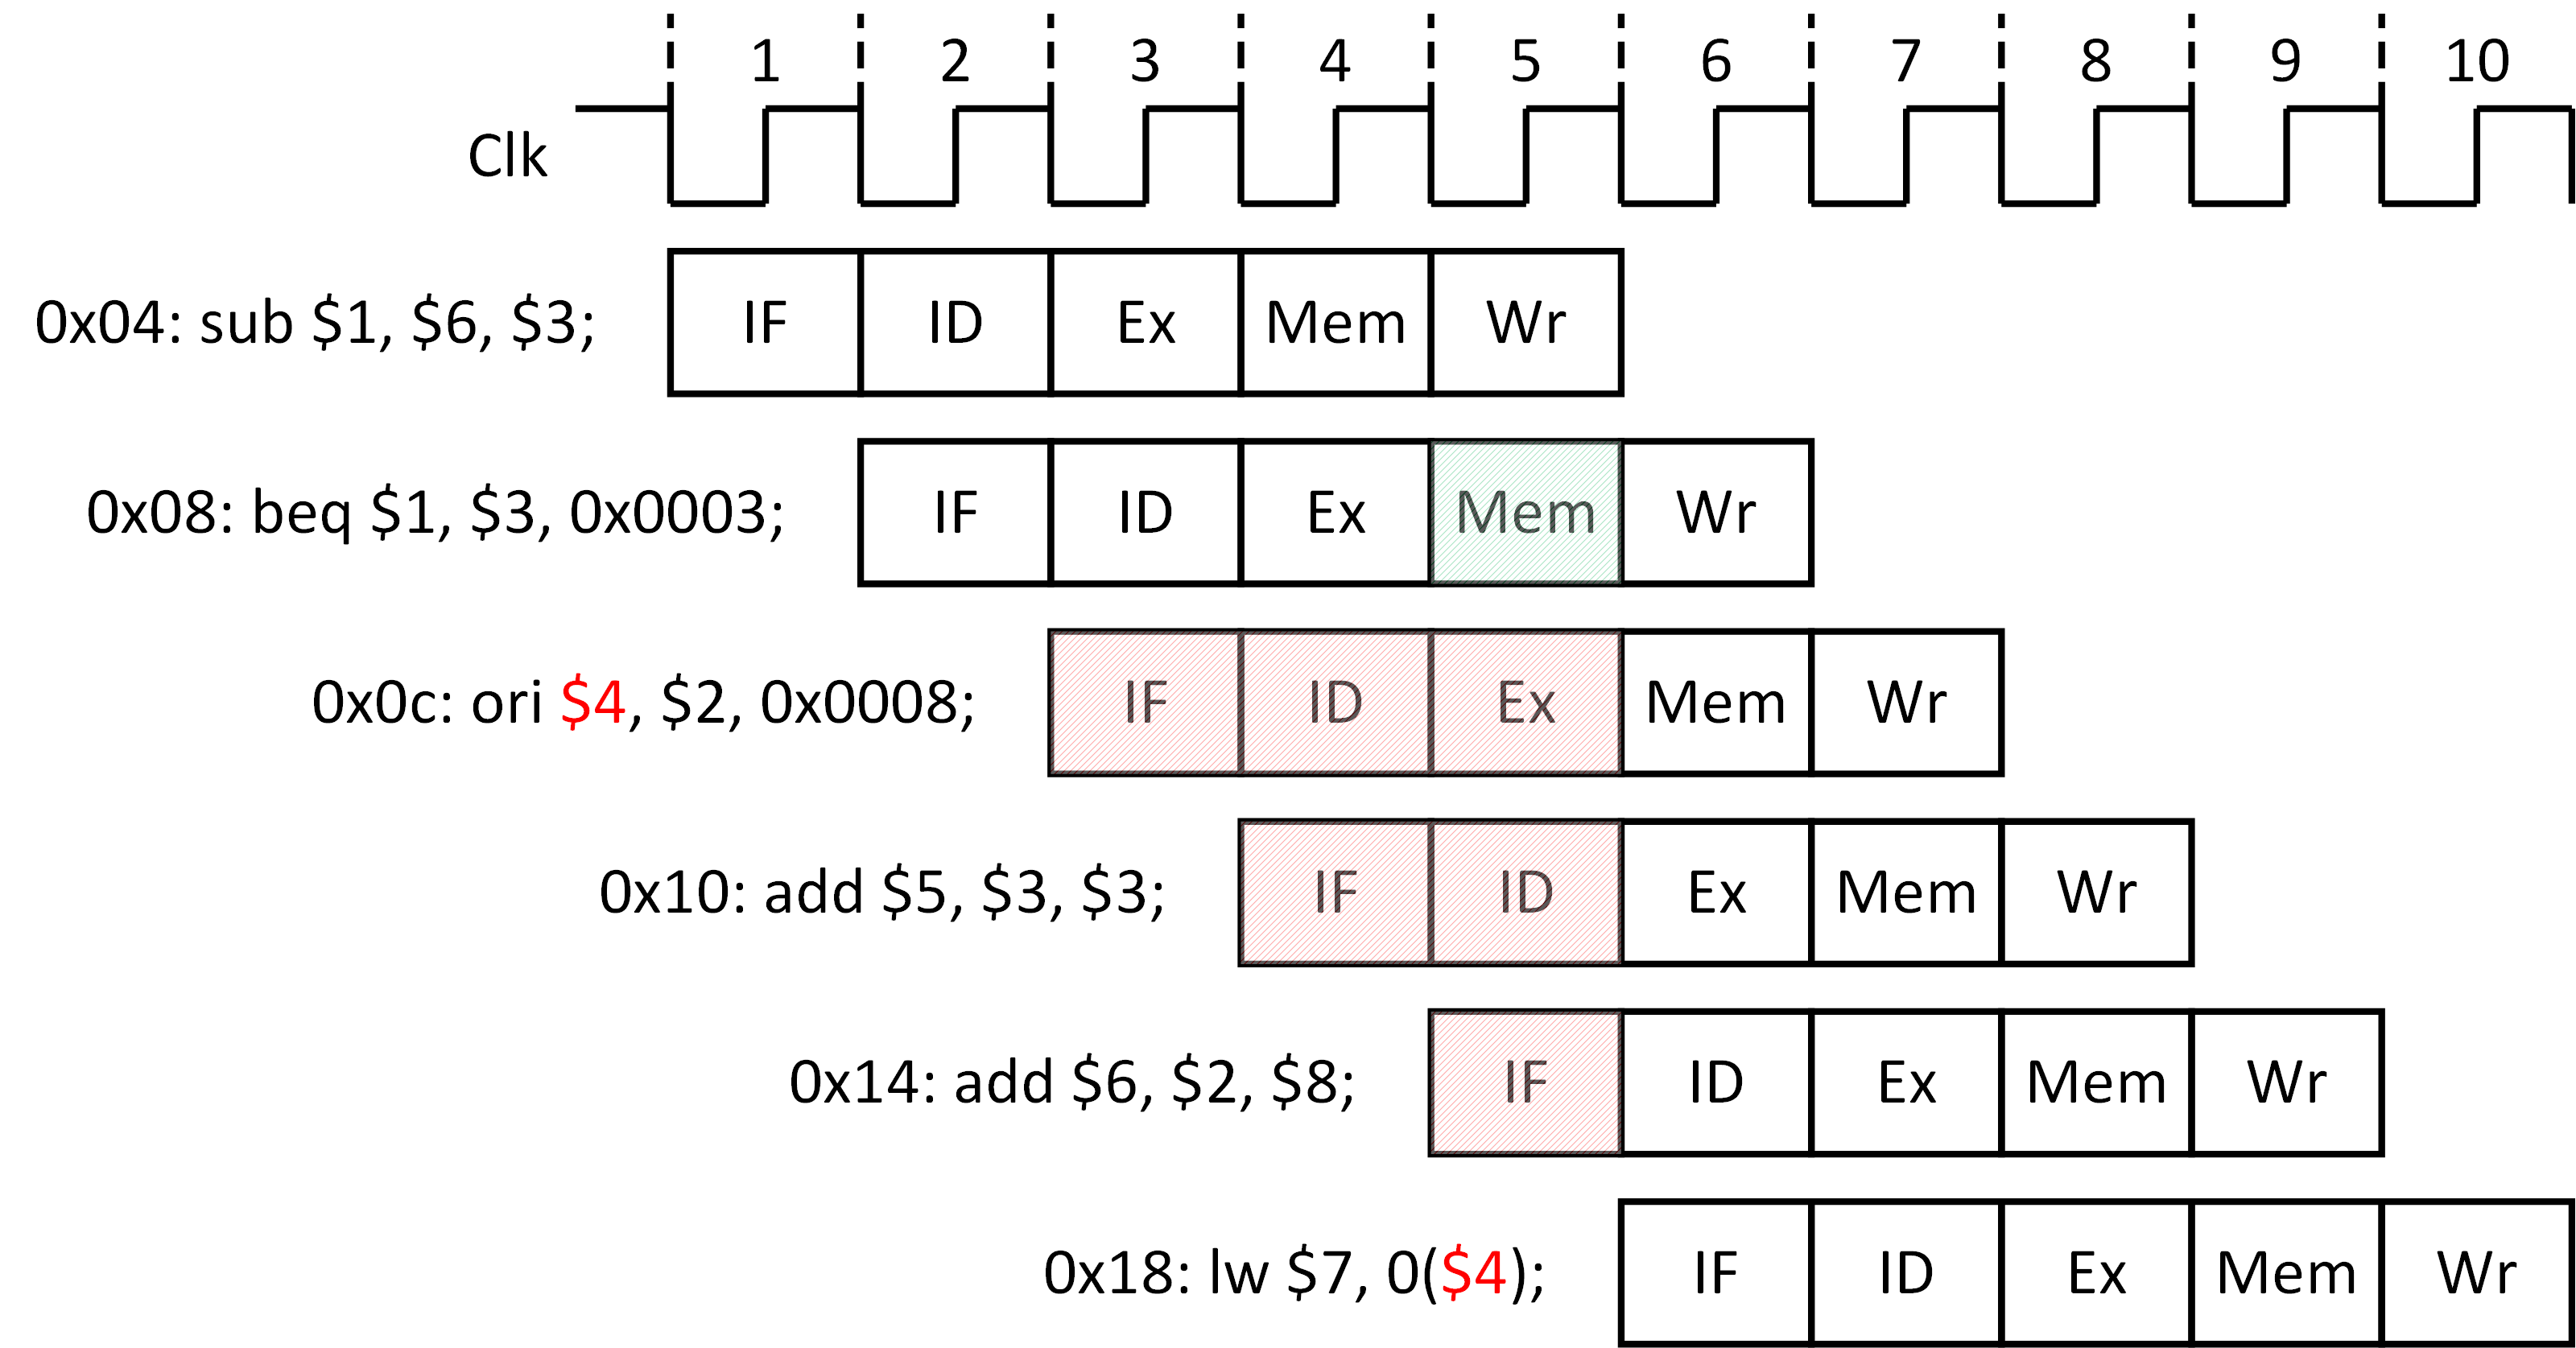 1 2 3 4 5 6 7 8 9 10
Clk
0x04: sub $1, $6, $3; IF ID Ex Mem Wr
0x08: beq $1, $3, 0x0003; IF ID Ex Mem Wr
0x0c: ori $4, $2, 0x0008; IF ID Ex Mem Wr
0x10: add $5, $3, $3; IF ID Ex Mem Wr
0x14: add $6, $2, $8; IF ID Ex Mem Wr
0x18: lw $7, 0($4); IF ID Ex Mem Wr